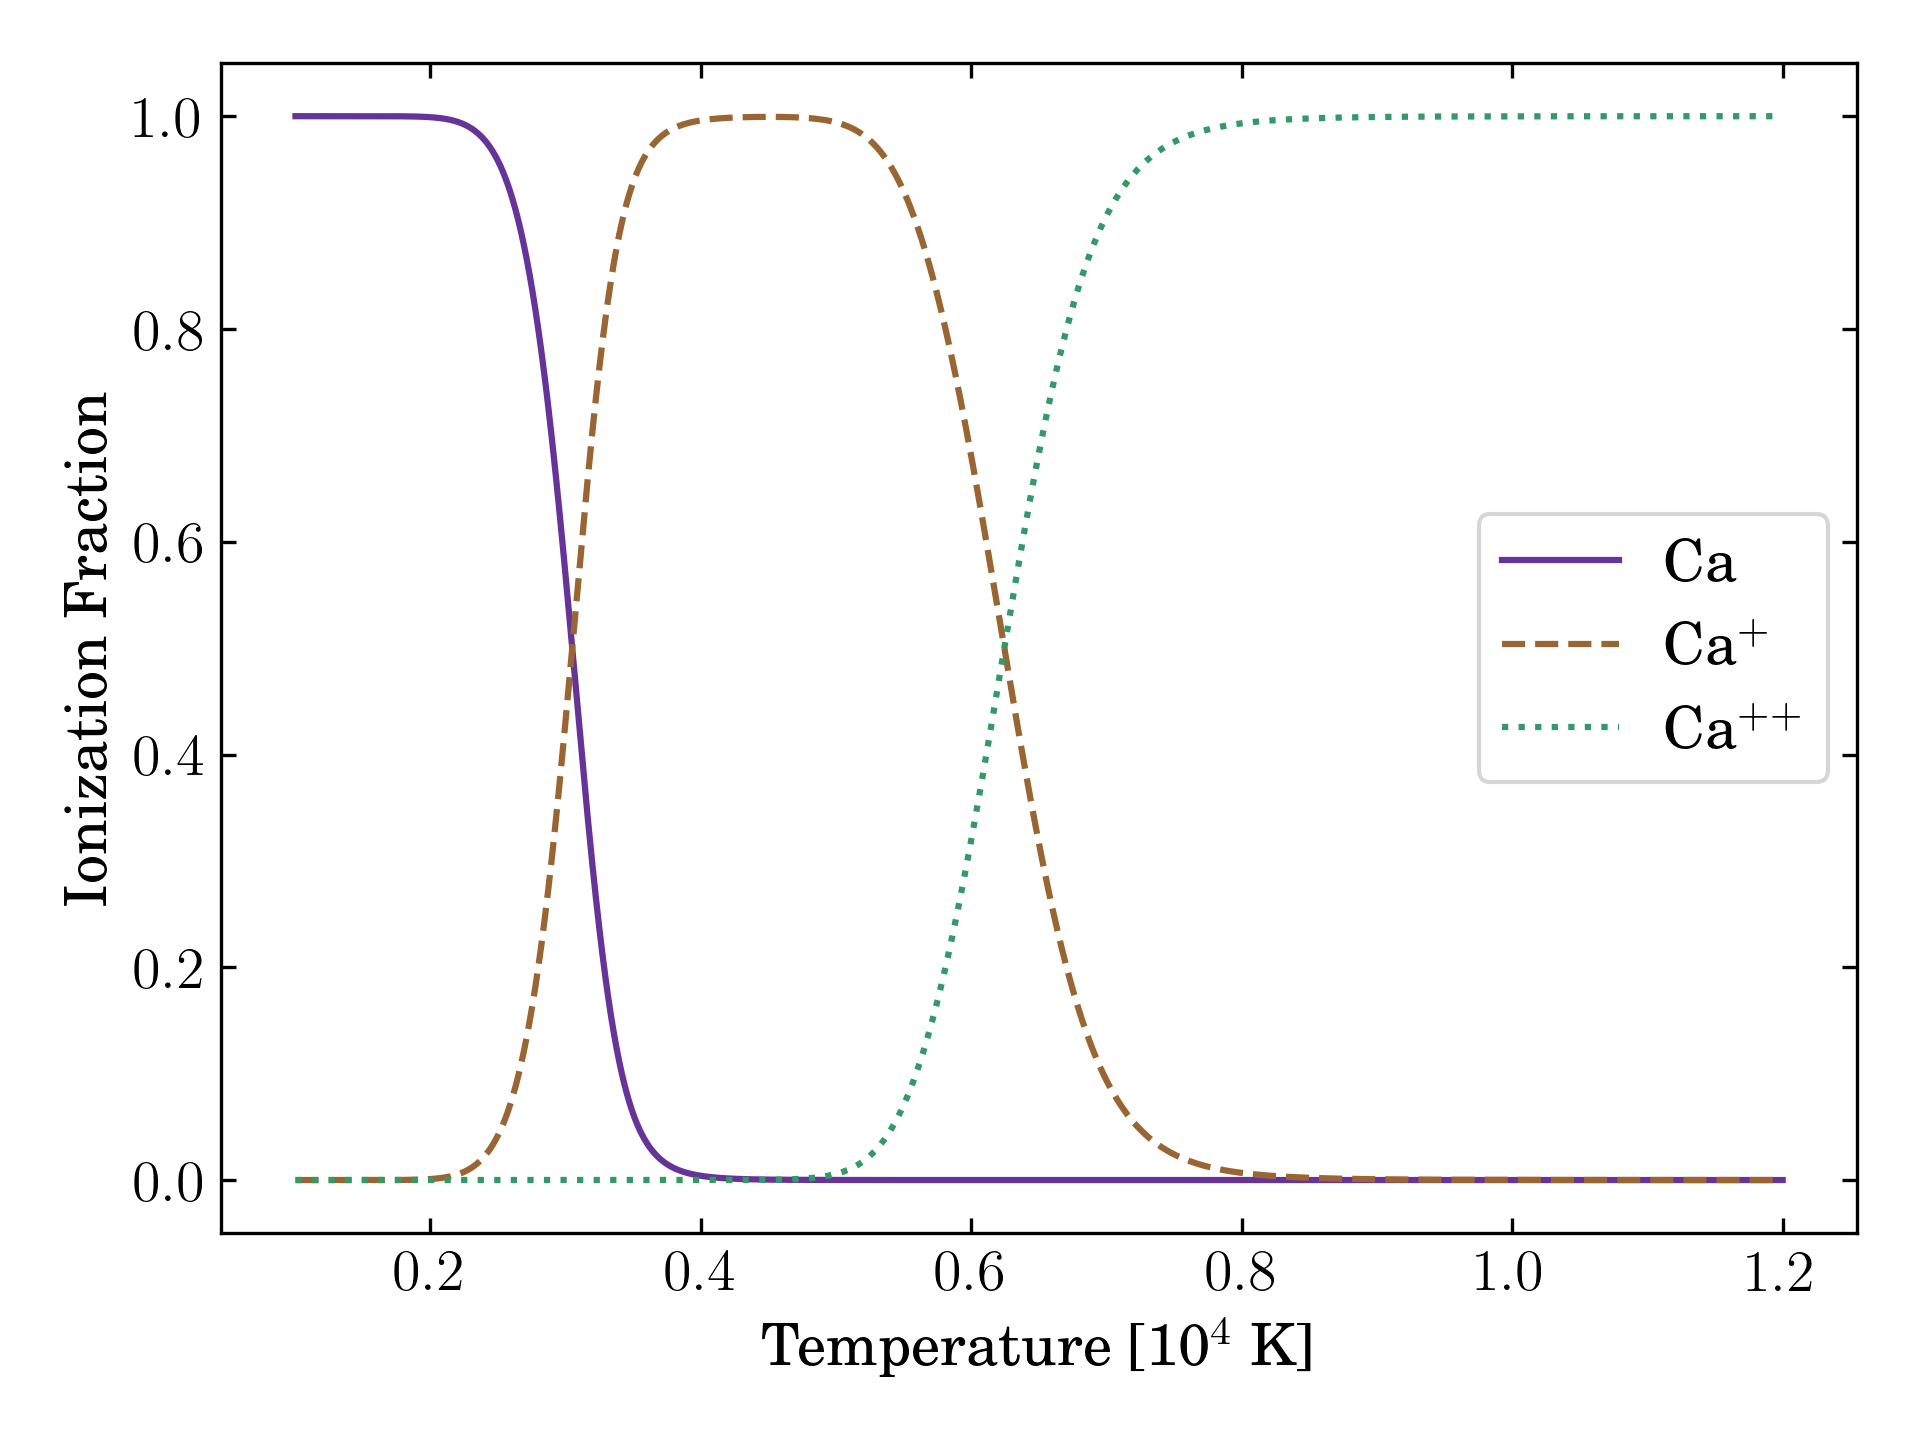 1.0
0.8
0.6
0.4
0.2
0.0
Ionization Fraction
0.2 0.4 0.6 0.8 1.0 1.2
Temperature [10⁴ K]
Ca
Ca⁺
Ca⁺⁺